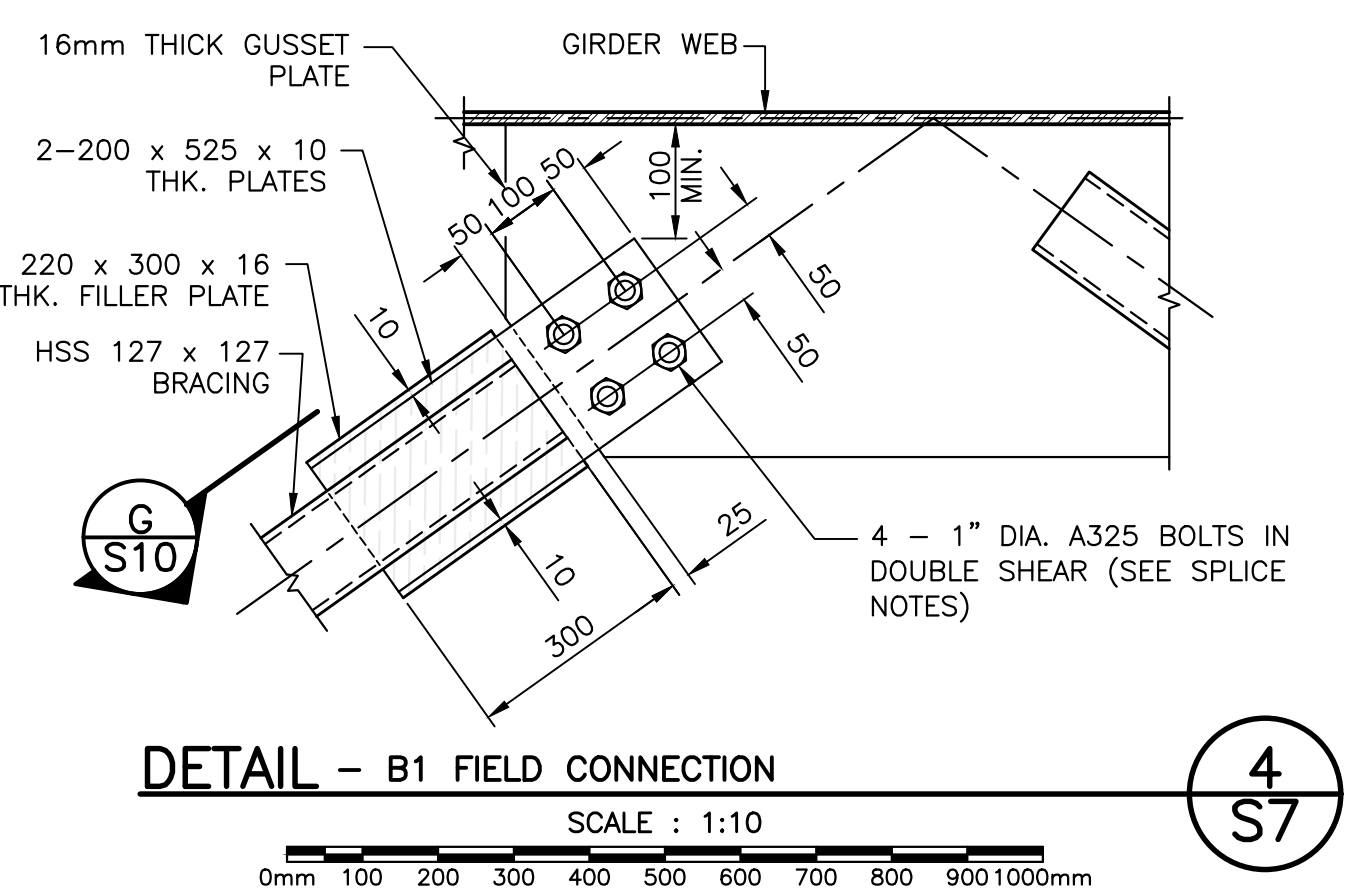 16mm THICK GUSSET
PLATE
GIRDER WEB
2-200 x 525 x 10
THK. PLATES
220 x 300 x 16
THK. FILLER PLATE
HSS 127 x 127
BRACING
50
100
50
100
MIN.
50
50
10
10
25
300
G
S10
4 - 1" DIA. A325 BOLTS IN
DOUBLE SHEAR (SEE SPLICE
NOTES)
DETAIL - B1 FIELD CONNECTION
4
S7
SCALE : 1:10
0mm 100 200 300 400 500 600 700 800 900 1000mm